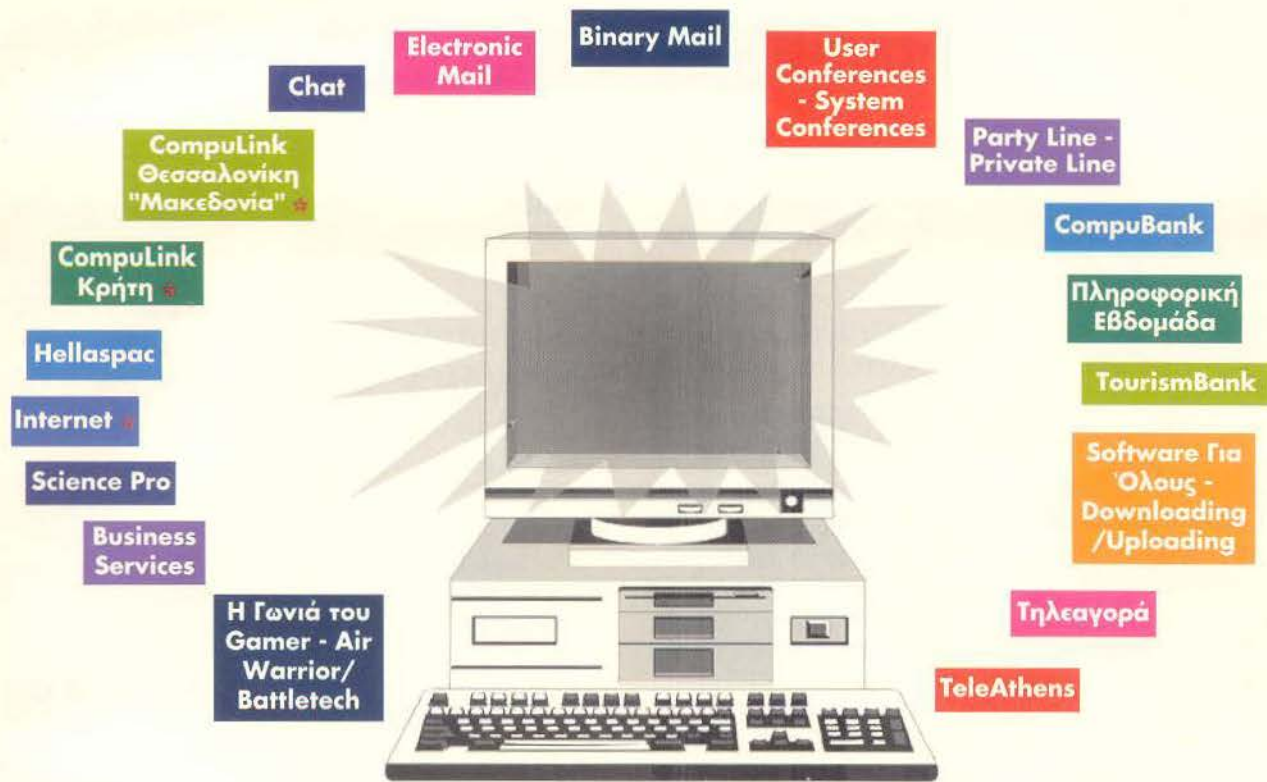 Binary Mail
Electronic
Mail
User
Conferences
- System
Conferences
Chat
Party Line -
Private Line
CompuLink
Θεσσαλονίκη
"Μακεδονία" *
CompuBank
CompuLink
Κρήτη *
Πληροφορική
Εβδομάδα
Hellaspac
TourismBank
Internet *
Software Για
Όλους -
Downloading
/Uploading
Science Pro
Business
Services
Η Γωνιά του
Gamer - Air
Warrior/
Battletech
Τηλεαγορά
TeleAthens